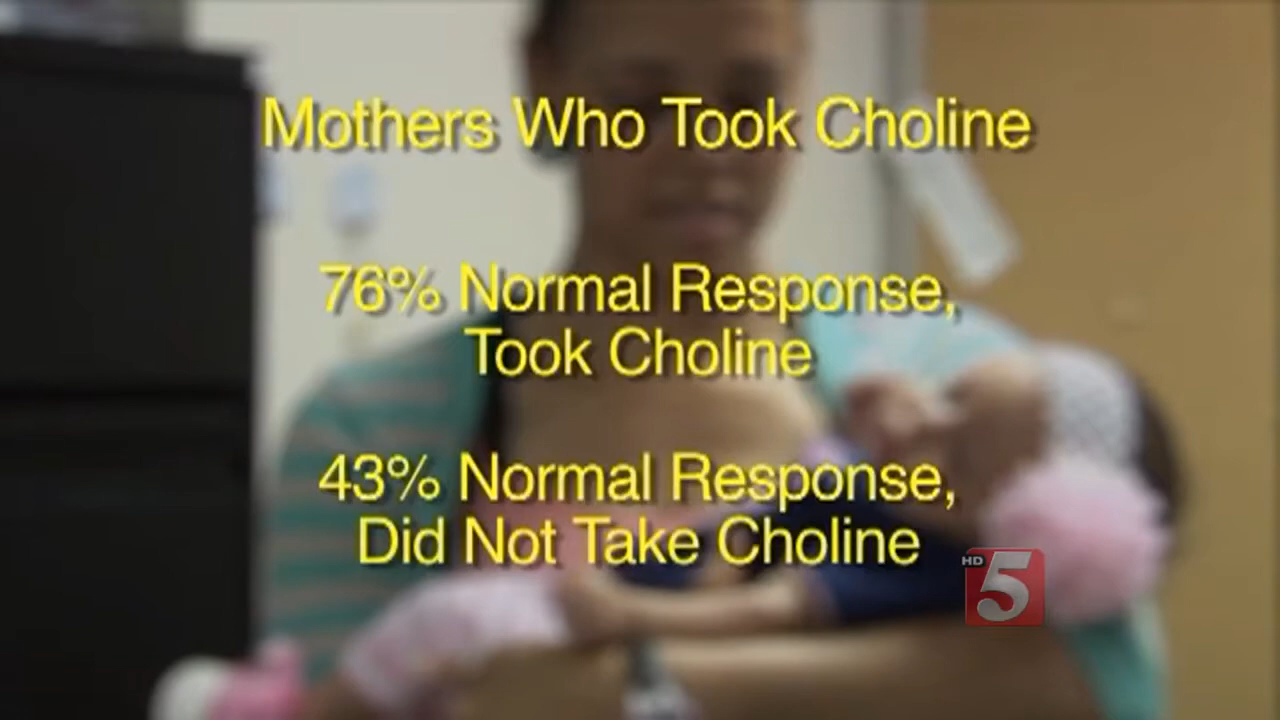 Mothers Who Took Choline
76% Normal Response,
Took Choline
43% Normal Response,
Did Not Take Choline
HD 5